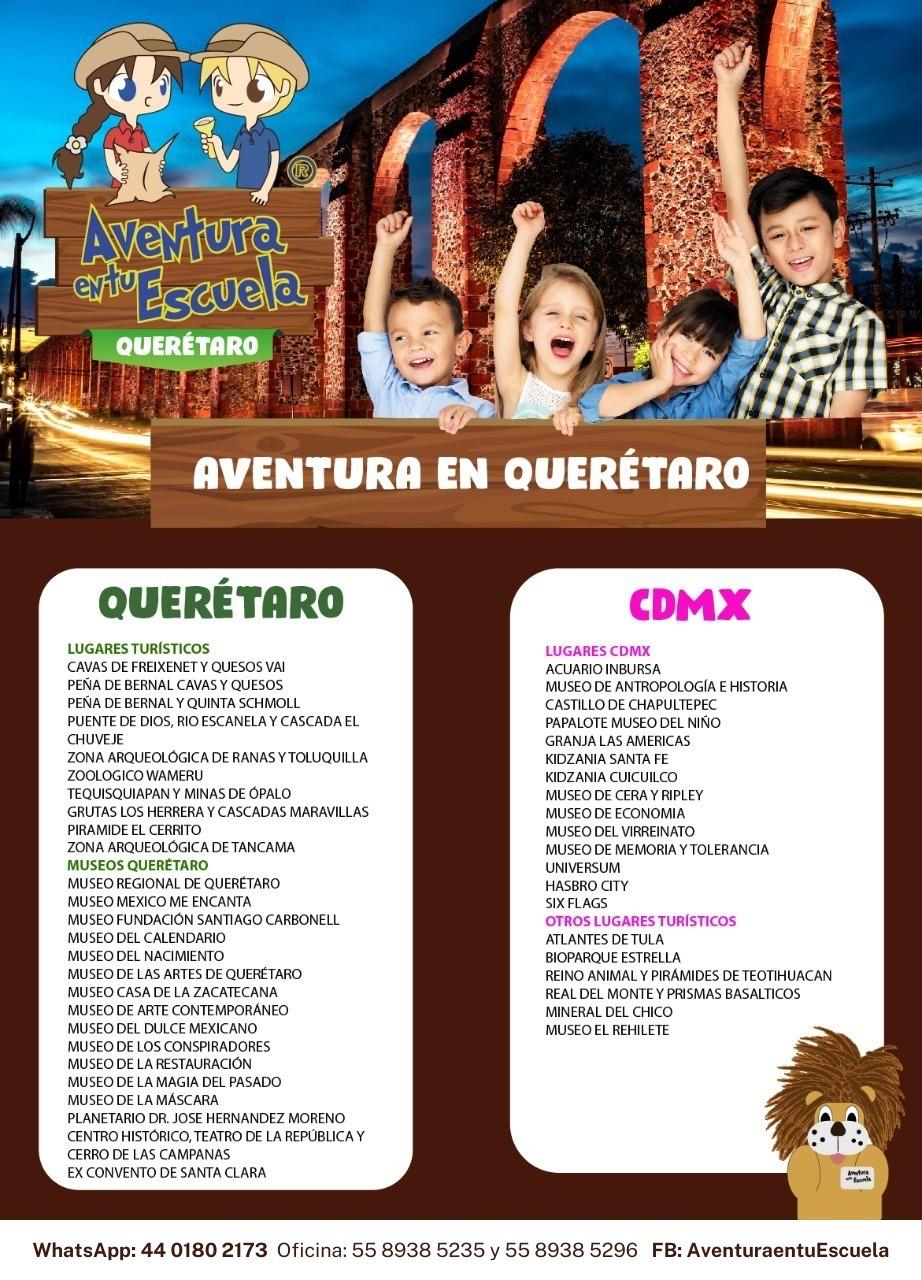 ®
Aventura
en tu Escuela
QUERÉTARO
AVENTURA EN QUERÉTARO
QUERÉTARO
LUGARES TURÍSTICOS
CAVAS DE FREIXENET Y QUESOS VAI
PEÑA DE BERNAL CAVAS Y QUESOS
PEÑA DE BERNAL Y QUINTA SCHMOLL
PUENTE DE DIOS, RIO ESCANELA Y CASCADA EL
CHUVEJE
ZONA ARQUEOLÓGICA DE RANAS Y TOLUQUILLA
ZOOLOGICO WAMERU
TEQUISQUIAPAN Y MINAS DE ÓPALO
GRUTAS LOS HERRERA Y CASCADAS MARAVILLAS
PIRAMIDE EL CERRITO
ZONA ARQUEOLÓGICA DE TANCAMA
MUSEOS QUERÉTARO
MUSEO REGIONAL DE QUERÉTARO
MUSEO MEXICO ME ENCANTA
MUSEO FUNDACIÓN SANTIAGO CARBONELL
MUSEO DEL CALENDARIO
MUSEO DEL NACIMIENTO
MUSEO DE LAS ARTES DE QUERÉTARO
MUSEO CASA DE LA ZACATECANA
MUSEO DE ARTE CONTEMPORÁNEO
MUSEO DEL DULCE MEXICANO
MUSEO DE LOS CONSPIRADORES
MUSEO DE LA RESTAURACIÓN
MUSEO DE LA MAGIA DEL PASADO
MUSEO DE LA MÁSCARA
PLANETARIO DR. JOSE HERNANDEZ MORENO
CENTRO HISTÓRICO, TEATRO DE LA REPÚBLICA Y
CERRO DE LAS CAMPANAS
EX CONVENTO DE SANTA CLARA
CDMX
LUGARES CDMX
ACUARIO INBURSA
MUSEO DE ANTROPOLOGÍA E HISTORIA
CASTILLO DE CHAPULTEPEC
PAPALOTE MUSEO DEL NIÑO
GRANJA LAS AMERICAS
KIDZANIA SANTA FE
KIDZANIA CUICUILCO
MUSEO DE CERA Y RIPLEY
MUSEO DE ECONOMIA
MUSEO DEL VIRREINATO
MUSEO DE MEMORIA Y TOLERANCIA
UNIVERSUM
HASBRO CITY
SIX FLAGS
OTROS LUGARES TURÍSTICOS
ATLANTES DE TULA
BIOPARQUE ESTRELLA
REINO ANIMAL Y PIRÁMIDES DE TEOTIHUACAN
REAL DEL MONTE Y PRISMAS BASALTICOS
MINERAL DEL CHICO
MUSEO EL REHILETE
Aventura
en tu Escuela
WhatsApp: 44 0180 2173 Oficina: 55 8938 5235 y 55 8938 5296 FB: AventuraentuEscuela